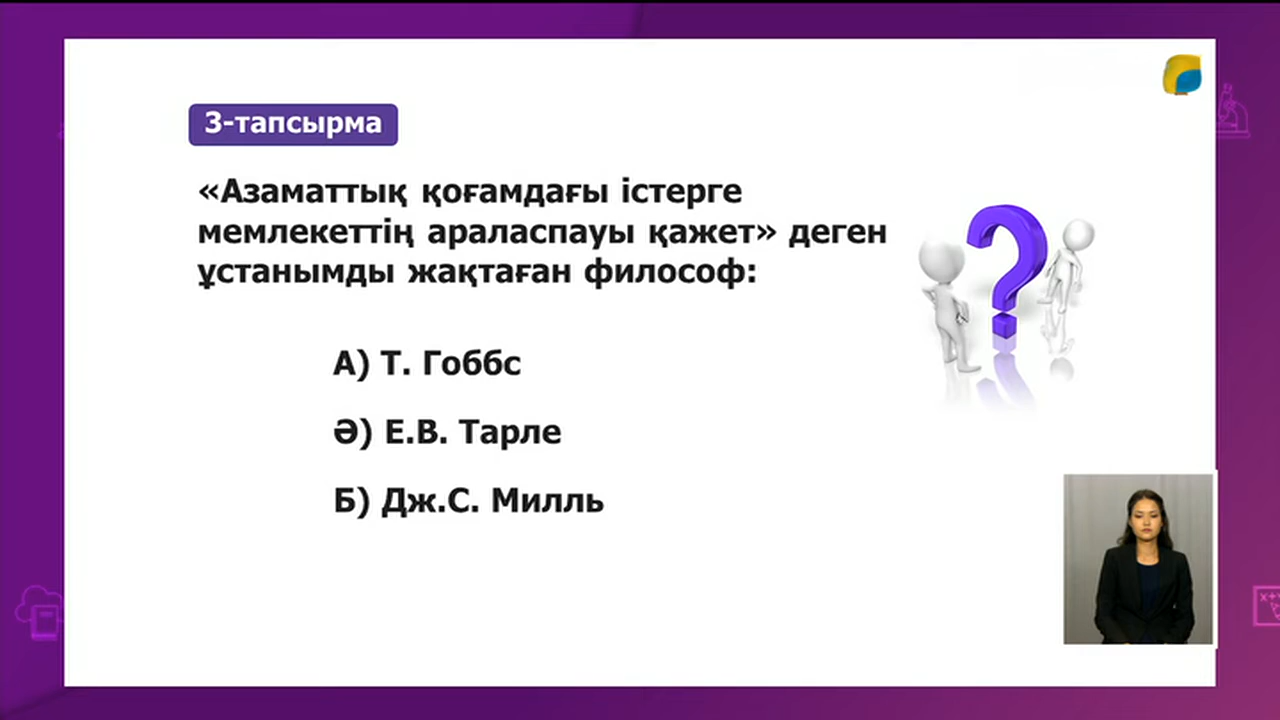 3-тапсырма
«Азаматтық қоғамдағы істерге
мемлекеттің араласпауы қажет» деген
ұстанымды жақтаған философ:
А) Т. Гоббс
Ә) Е.В. Тарле
Б) Дж.С. Милль